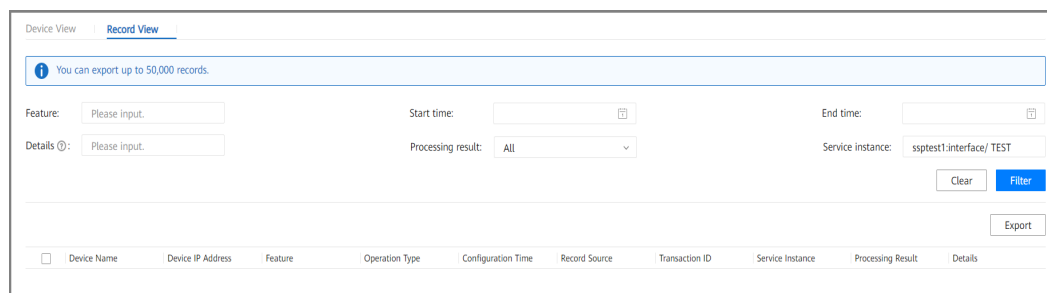 Device View Record View
You can export up to 50,000 records.
Feature: Please input. Start time: End time:
Details ?: Please input. Processing result: All Service instance: ssptest1:interface/ TEST
Clear Filter
Export
Device Name Device IP Address Feature Operation Type Configuration Time Record Source Transaction ID Service Instance Processing Result Details